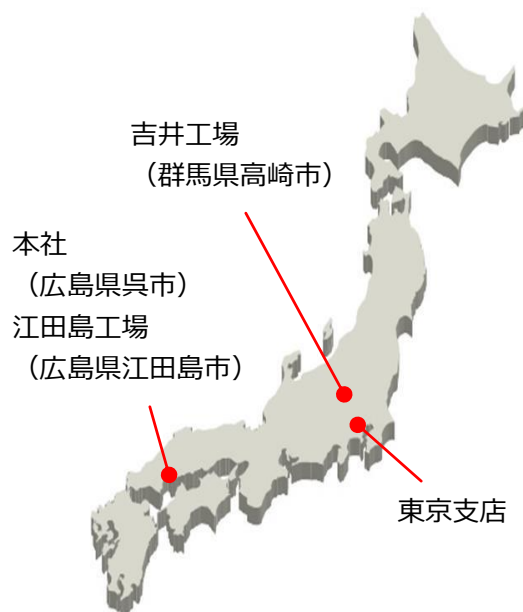 吉井工場
（群馬県高崎市）
本社
（広島県呉市）
江田島工場
（広島県江田島市）
東京支店